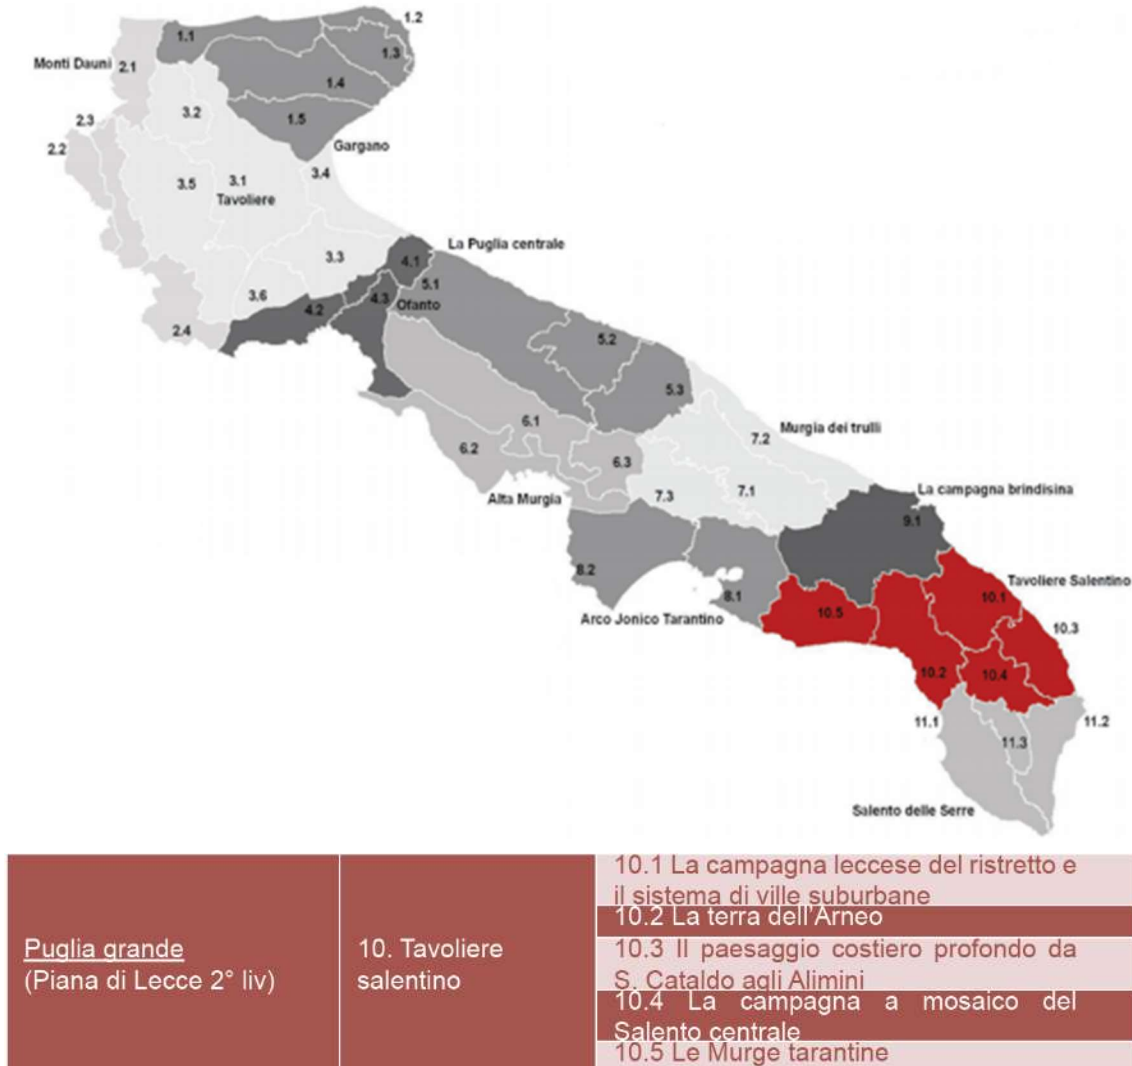 1.2
1.1
1.3
Monti Dauni
2.1
1.4
3.2
1.5
2.3
Gargano
2.2
3.4
3.1
3.5
Tavoliere
La Puglia centrale
3.3
4.1
5.1
3.6
4.3
Ofanto
4.2
2.4
5.2
5.3
6.1
Murgia dei trulli
7.2
6.2
6.3
7.1
Alta Murgia
7.3
La campagna brindisina
9.1
8.2
Tavoliere Salentino
8.1
10.1
Arco Jonico Tarantino
10.5
10.3
10.2
10.4
11.1
11.2
11.3
Salento delle Serre
Puglia grande
(Piana di Lecce 2° liv)
10. Tavoliere
salentino
10.1 La campagna leccese del ristretto e
il sistema di ville suburbane
10.2 La terra dell'Arneo
10.3 Il paesaggio costiero profondo da
S. Cataldo agli Alimini
10.4 La campagna a mosaico del
Salento centrale
10.5 Le Murge tarantine